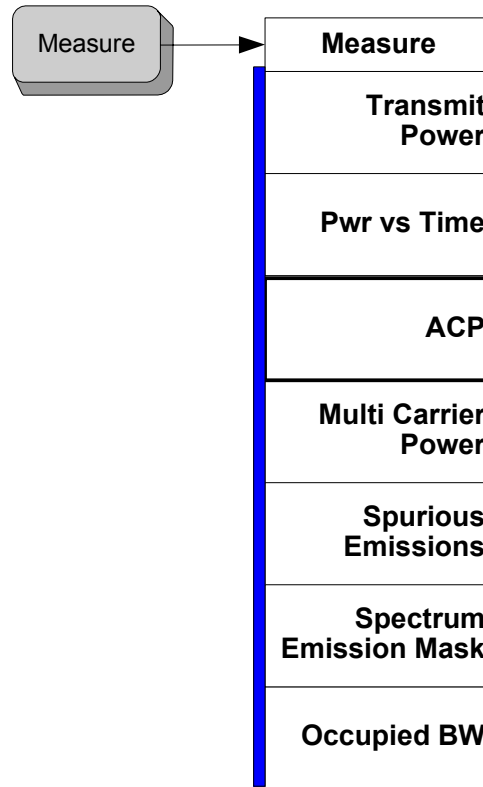 Measure
Measure
Transmit
Power
Pwr vs Time
ACP
Multi Carrier
Power
Spurious
Emissions
Spectrum
Emission Mask
Occupied BW